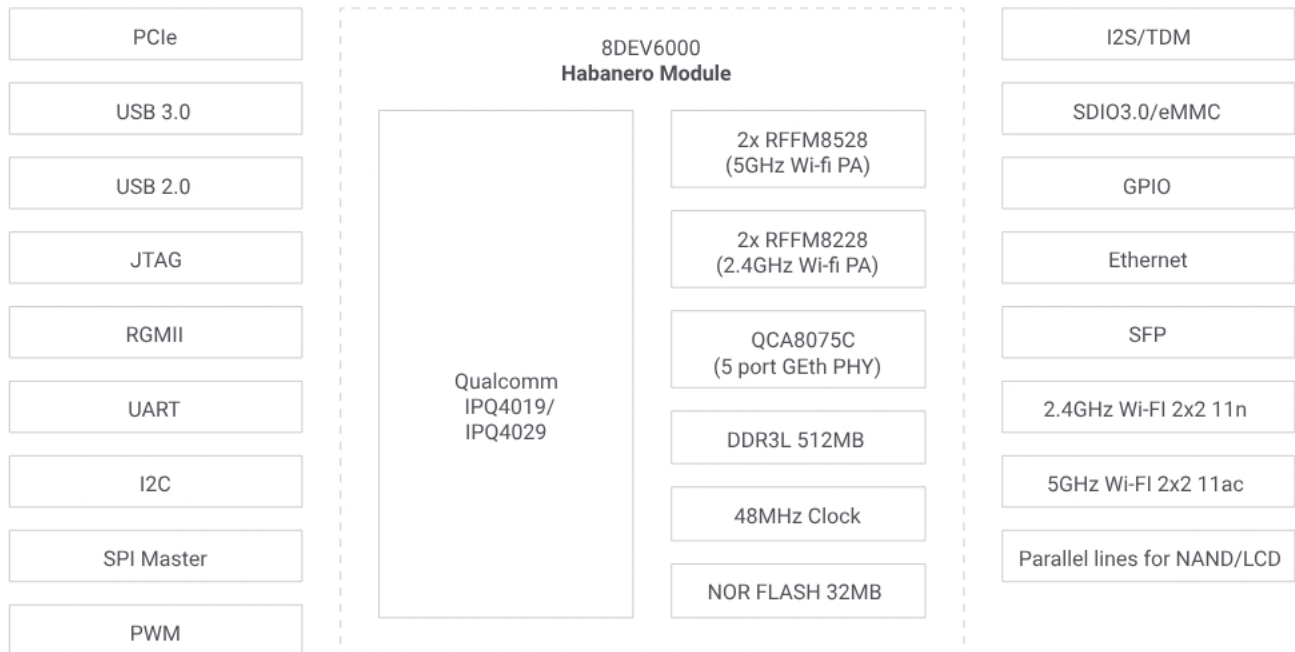 PCIe
USB 3.0
USB 2.0
JTAG
RGMII
UART
I2C
SPI Master
PWM
8DEV6000
Habanero Module
Qualcomm
IPQ4019/
IPQ4029
2x RFFM8528
(5GHz Wi-fi PA)
2x RFFM8228
(2.4GHz Wi-fi PA)
QCA8075C
(5 port GEth PHY)
DDR3L 512MB
48MHz Clock
NOR FLASH 32MB
I2S/TDM
SDIO3.0/eMMC
GPIO
Ethernet
SFP
2.4GHz Wi-FI 2x2 11n
5GHz Wi-FI 2x2 11ac
Parallel lines for NAND/LCD